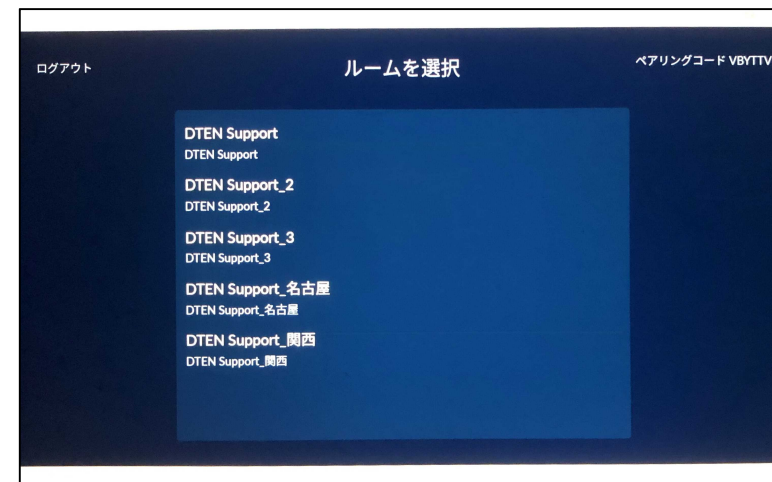 ログアウト
ルームを選択
ペアリングコード VBYTTV
DTEN Support
DTEN Support
DTEN Support_2
DTEN Support_2
DTEN Support_3
DTEN Support_3
DTEN Support_名古屋
DTEN Support_名古屋
DTEN Support_関西
DTEN Support_関西